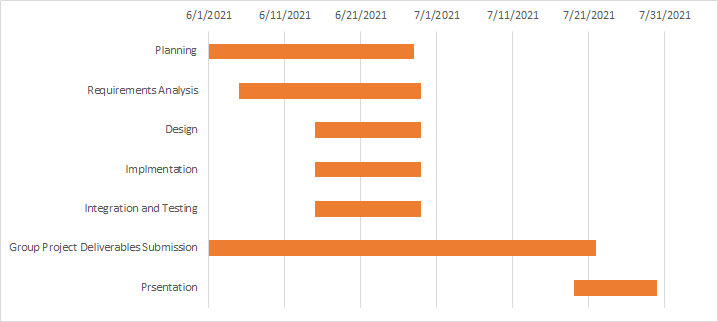 6/1/2021 6/11/2021 6/21/2021 7/1/2021 7/11/2021 7/21/2021 7/31/2021
Planning
Requirements Analysis
Design
Implmentation
Integration and Testing
Group Project Deliverables Submission
Prsentation